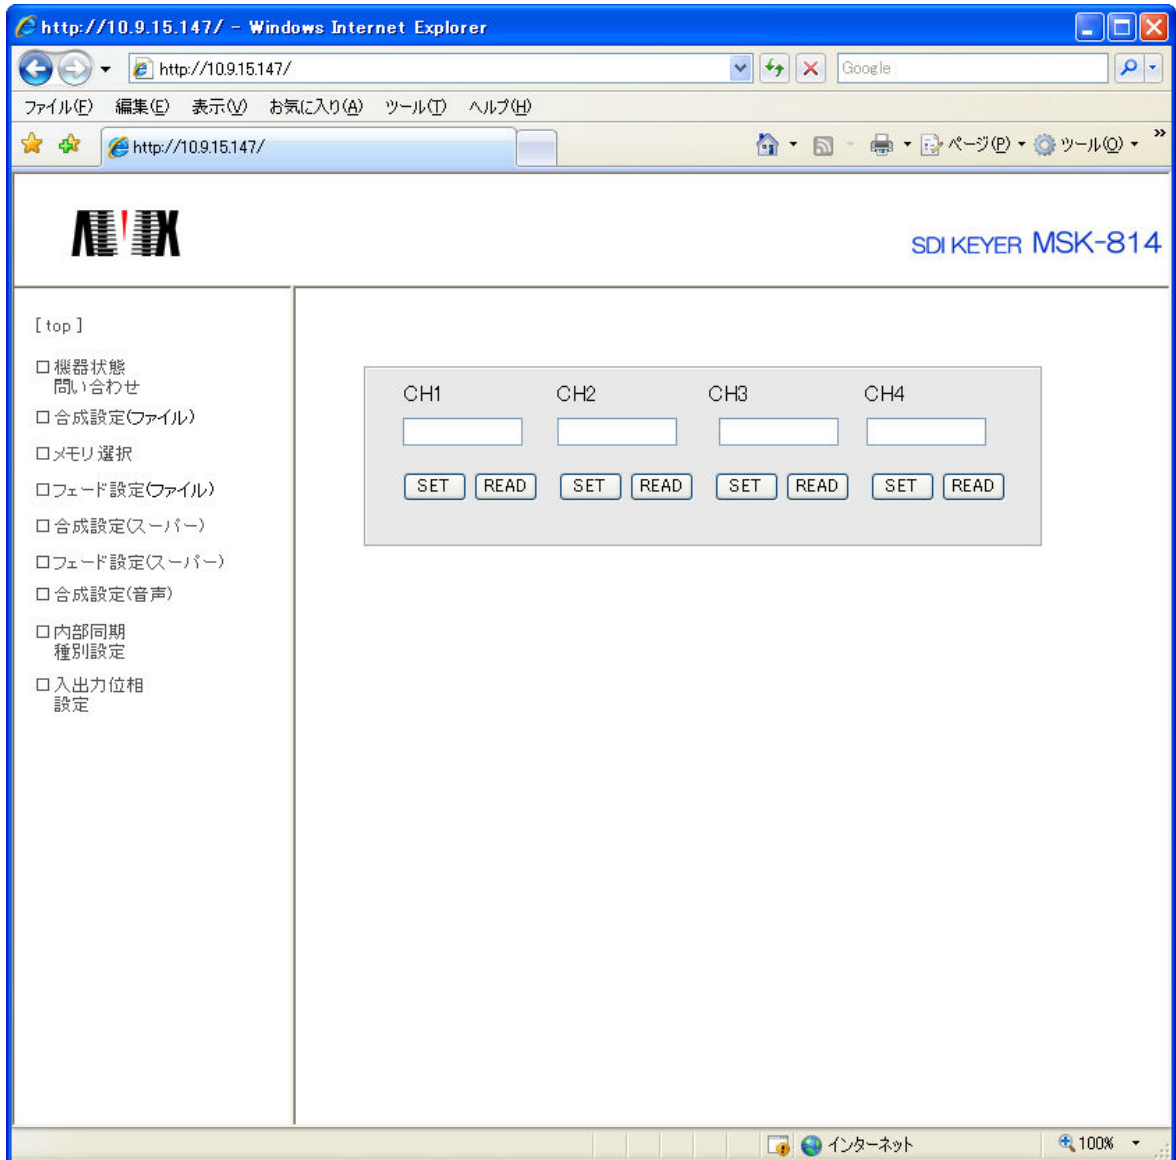 http://10.9.15.147/ - Windows Internet Explorer
http://10.9.15.147/
Google
ファイル(F) 編集(E) 表示(V) お気に入り(A) ツール(T) ヘルプ(H)
http://10.9.15.147/
ページ(P) ツール(O) »
ALVIX
SDI KEYER MSK-814
[ top ]
機器状態
問い合わせ
合成設定(ファイル)
メモリ選択
フェード設定(ファイル)
合成設定(スーパー)
フェード設定(スーパー)
合成設定(音声)
内部同期
種別設定
入出力位相
設定
CH1 CH2 CH3 CH4
SET READ SET READ SET READ SET READ
インターネット
100%